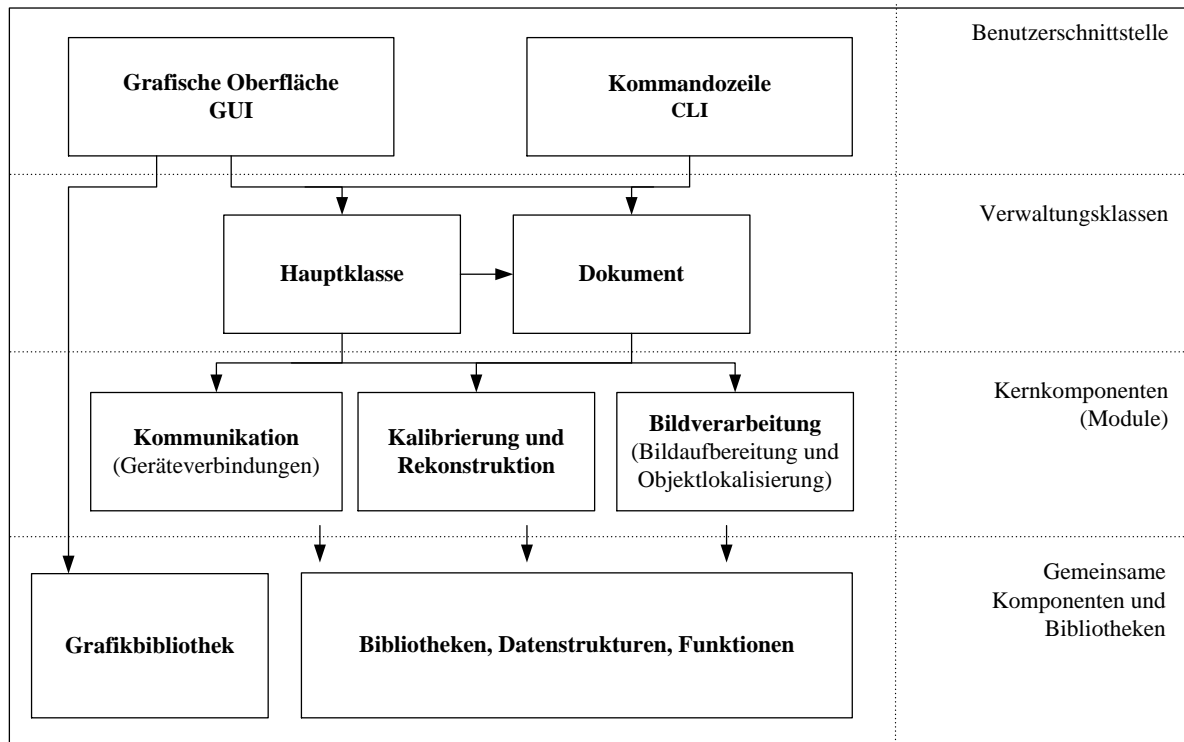 Benutzerschnittstelle
Grafische Oberfläche
GUI
Kommandozeile
CLI
Verwaltungsklassen
Hauptklasse
Dokument
Kernkomponenten
(Module)
Kommunikation
(Geräteverbindungen)
Kalibrierung und
Rekonstruktion
Bildverarbeitung
(Bildaufbereitung und
Objektlokalisierung)
Gemeinsame
Komponenten und
Bibliotheken
Grafikbibliothek
Bibliotheken, Datenstrukturen, Funktionen